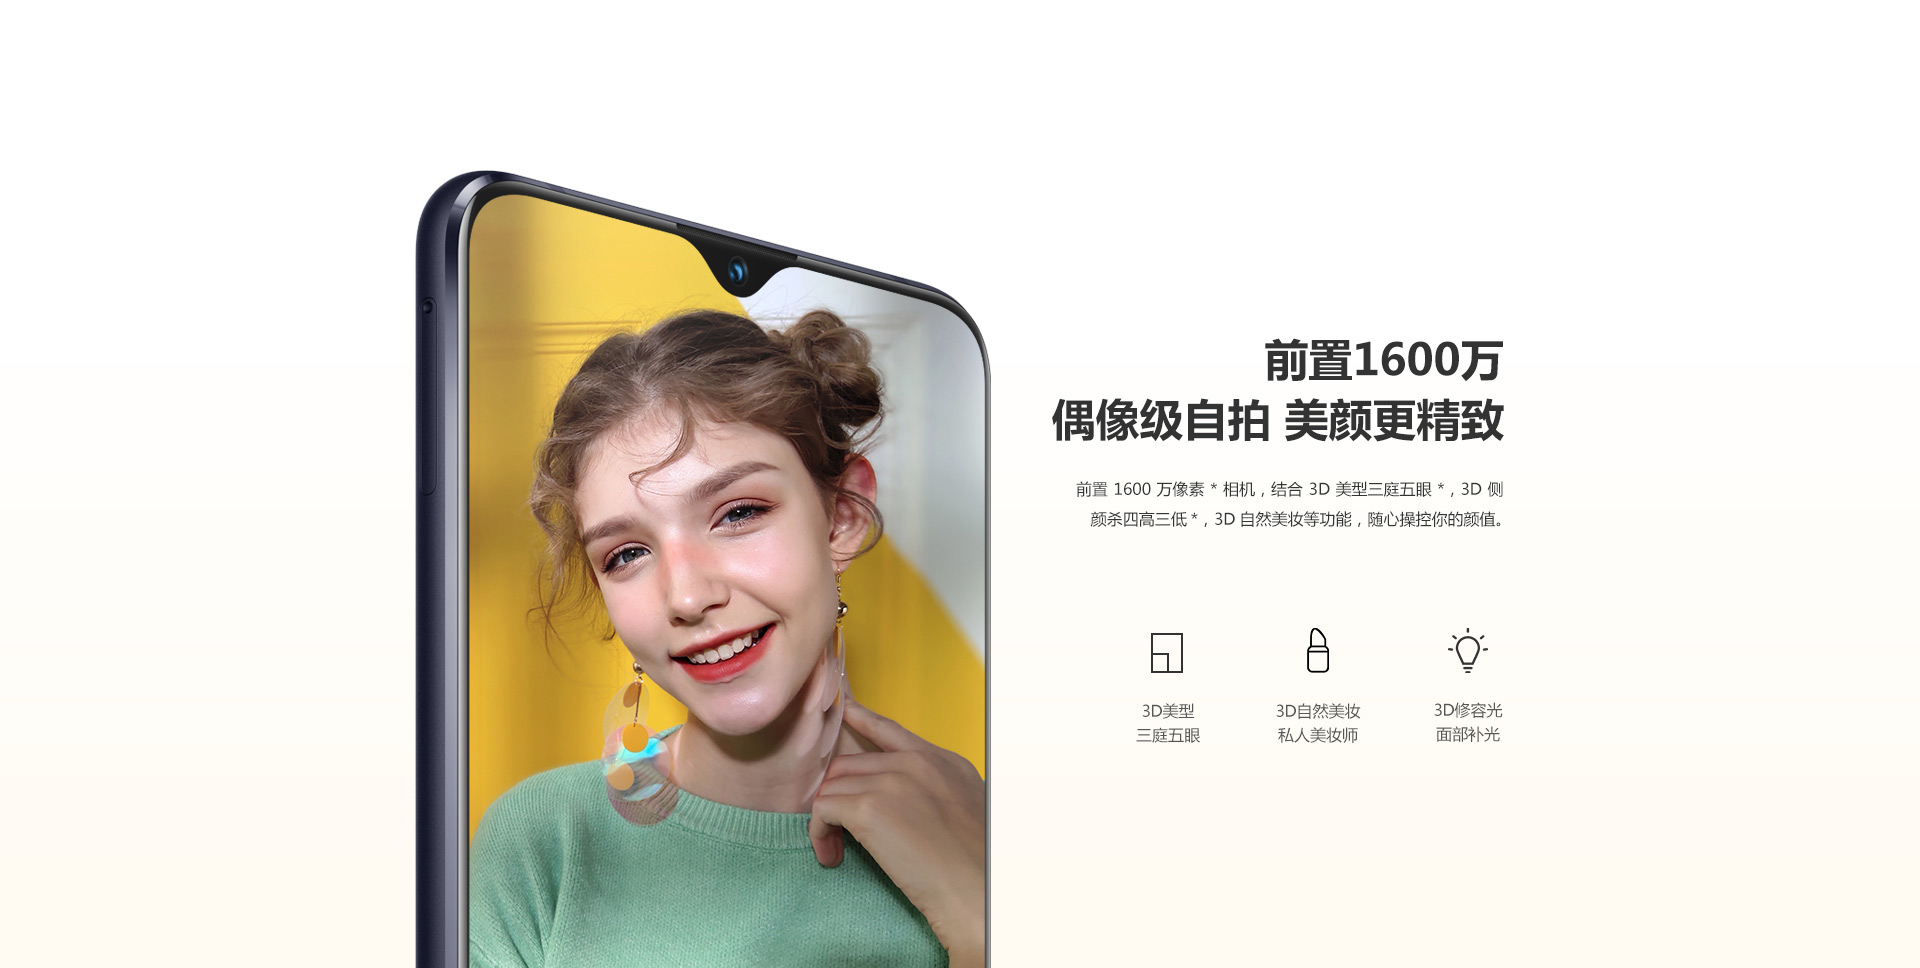 前置1600万
偶像级自拍 美颜更精致
前置 1600 万像素 * 相机，结合 3D 美型三庭五眼 *，3D 侧
颜杀四高三低 *，3D 自然美妆等功能，随心操控你的颜值。
3D美型
三庭五眼
3D自然美妆
私人美妆师
3D修容光
面部补光